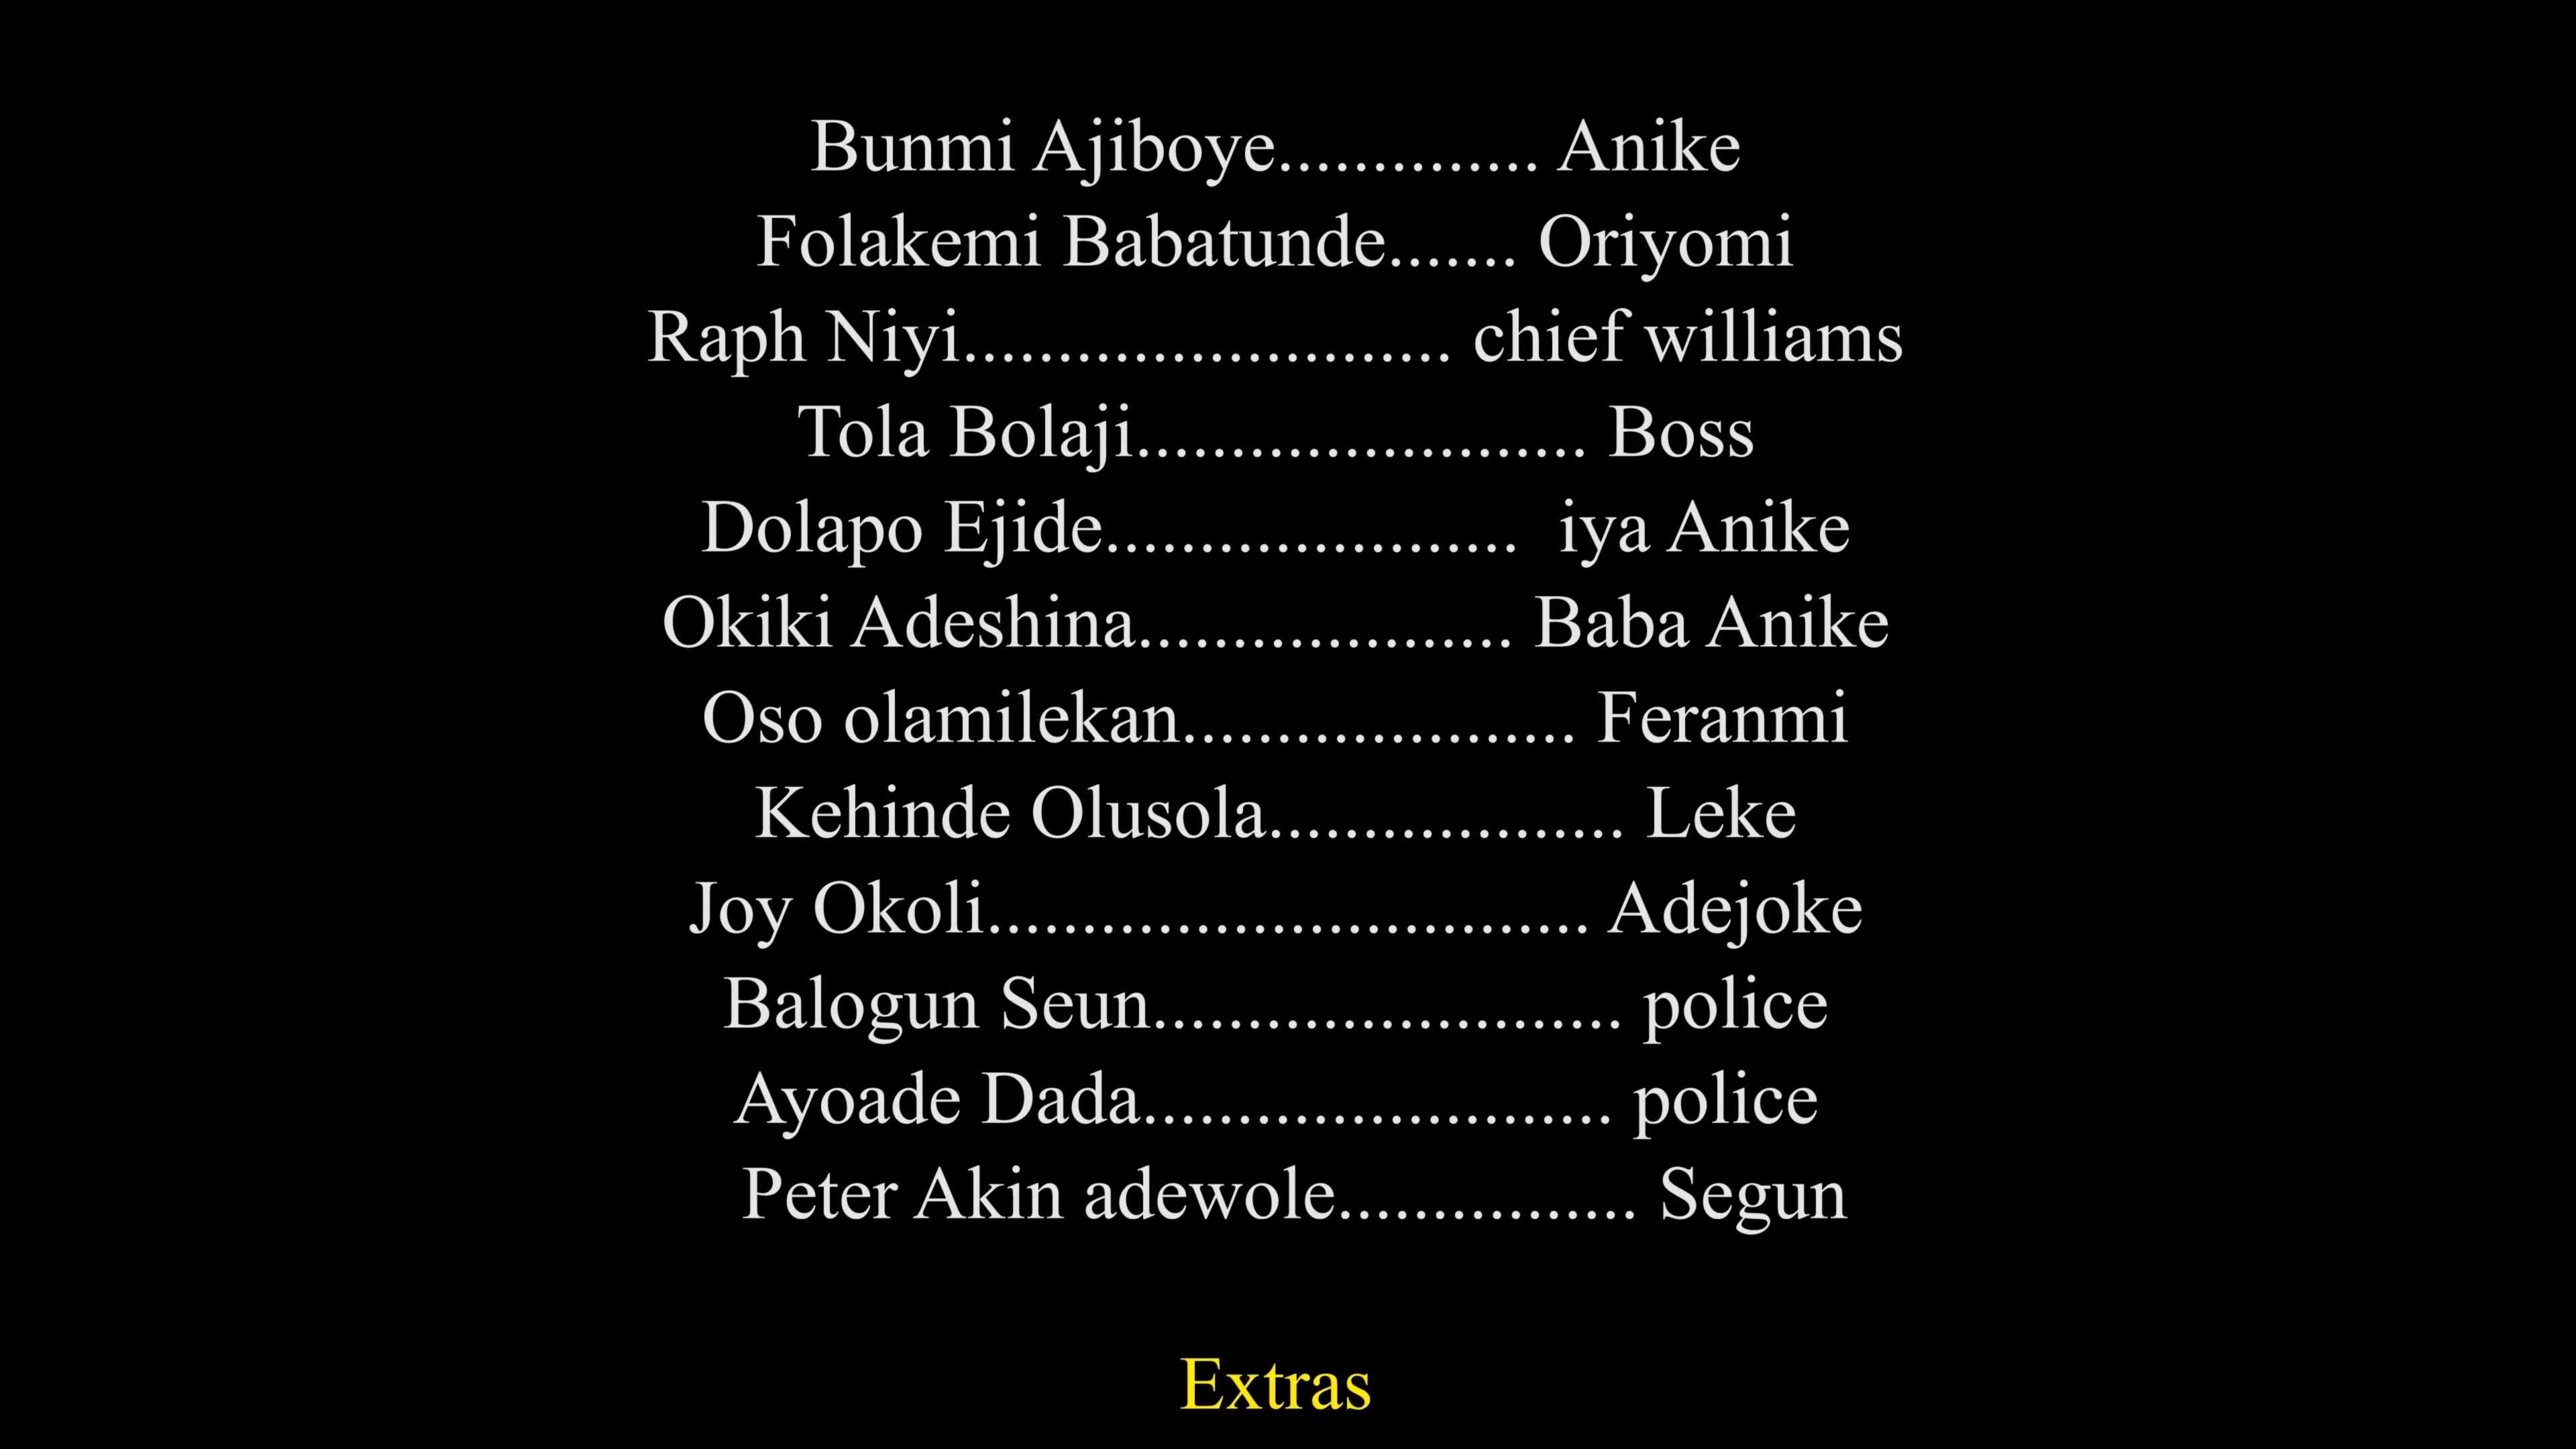 Bunmi Ajiboye.............. Anike
Folakemi Babatunde....... Oriyomi
Raph Niyi.......................... chief williams
Tola Bolaji........................ Boss
Dolapo Ejide...................... iya Anike
Okiki Adeshina.................... Baba Anike
Oso olamilekan..................... Feranmi
Kehinde Olusola................... Leke
Joy Okoli................................ Adejoke
Balogun Seun......................... police
Ayoade Dada......................... police
Peter Akin adewole................ Segun
Extras